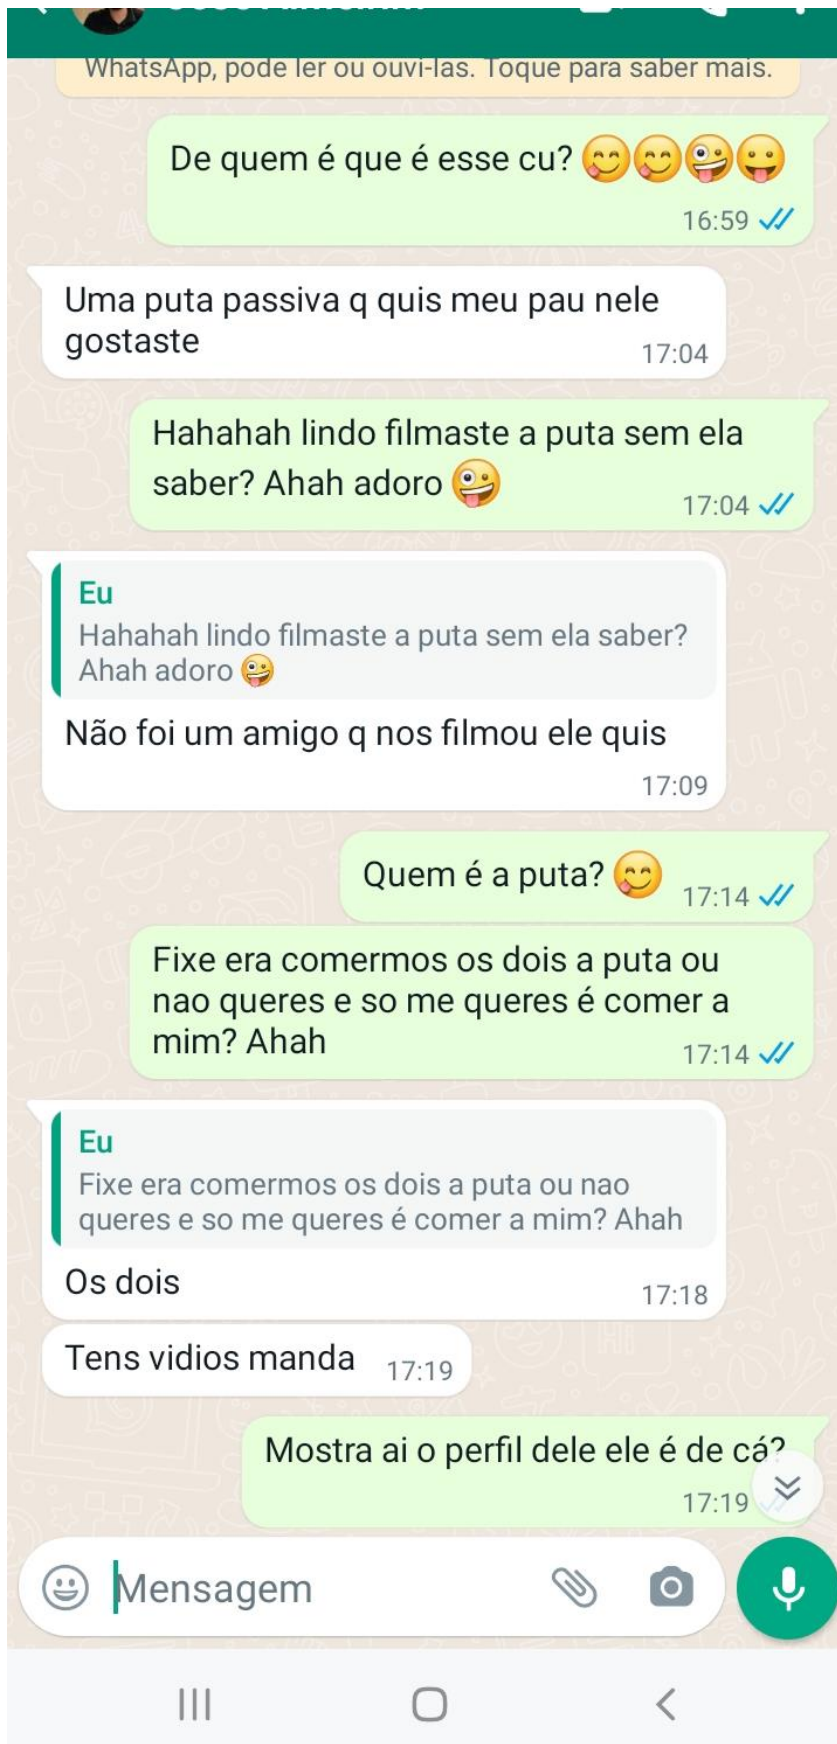 WhatsApp, pode ler ou ouvi-las. Toque para saber mais.
De quem é que é esse cu? 😋😋🤪😛
16:59
Uma puta passiva q quis meu pau nele
gostaste
17:04
Hahahah lindo filmaste a puta sem ela
saber? Ahah adoro 🤪
17:04
Eu
Hahahah lindo filmaste a puta sem ela saber?
Ahah adoro 🤪
Não foi um amigo q nos filmou ele quis
17:09
Quem é a puta? 😋
17:14
Fixe era comermos os dois a puta ou
nao queres e so me queres é comer a
mim? Ahah
17:14
Eu
Fixe era comermos os dois a puta ou nao
queres e so me queres é comer a mim? Ahah
Os dois
17:18
Tens vidios manda 17:19
Mostra ai o perfil dele ele é de cá?
17:19
Mensagem